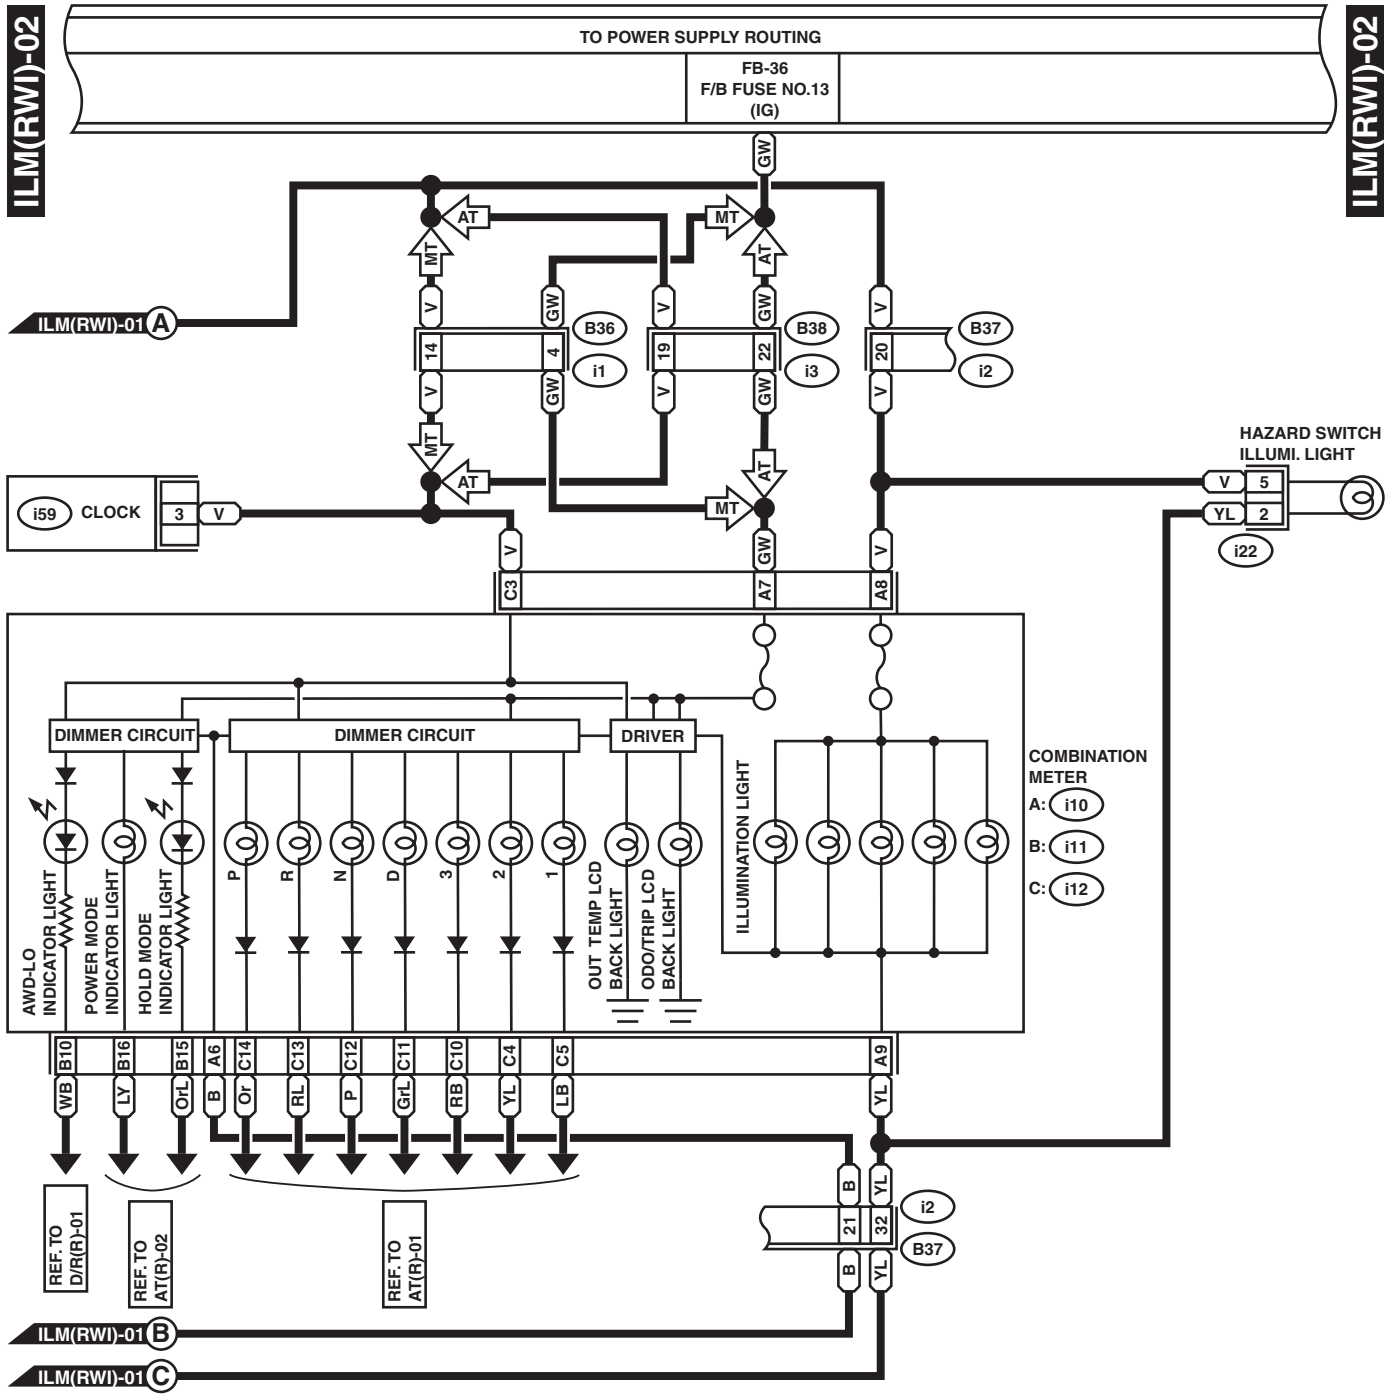 ILM(RWI)-02
ILM(RWI)-02
TO POWER SUPPLY ROUTING
FB-36
F/B FUSE NO.13
(IG)
GW
AT
MT
MT
AT
V
GW
V
GW
V
ILM(RWI)-01 A
14
4
B36
i1
19
22
B38
i3
20
B37
i2
V
GW
V
GW
V
MT
AT
AT
MT
HAZARD SWITCH
ILLUMI. LIGHT
V 5
YL 2
i22
i59 CLOCK 3 V
V
GW
V
C3
A7
A8
DIMMER CIRCUIT
DIMMER CIRCUIT
DRIVER
COMBINATION
METER
A: i10
B: i11
C: i12
AWD-LO
INDICATOR LIGHT
POWER MODE
INDICATOR LIGHT
HOLD MODE
INDICATOR LIGHT
P
R
N
D
3
2
1
OUT TEMP LCD
BACK LIGHT
ODO/TRIP LCD
BACK LIGHT
ILLUMINATION LIGHT
B10
B16
B15
A6
C14
C13
C12
C11
C10
C4
C5
A9
WB
LY
OrL
B
Or
RL
P
GrL
RB
YL
LB
YL
REF. TO
D/R(R)-01
REF. TO
AT(R)-02
REF. TO
AT(R)-01
B
YL
21
32
i2
B37
B
YL
ILM(RWI)-01 B
ILM(RWI)-01 C